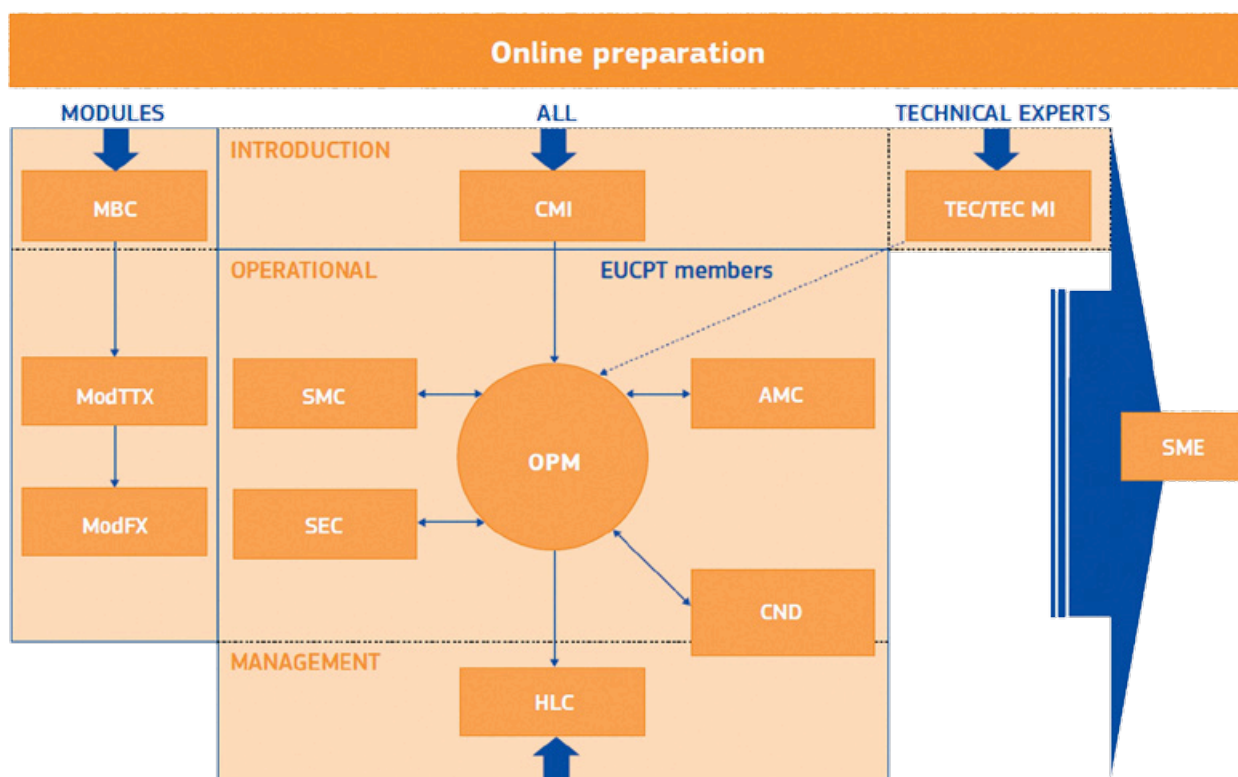 Online preparation
MODULES
ALL
TECHNICAL EXPERTS
INTRODUCTION
MBC
CMI
TEC/TEC MI
OPERATIONAL
EUCPT members
ModTTX
SMC
AMC
OPM
SME
ModFX
SEC
CND
MANAGEMENT
HLC